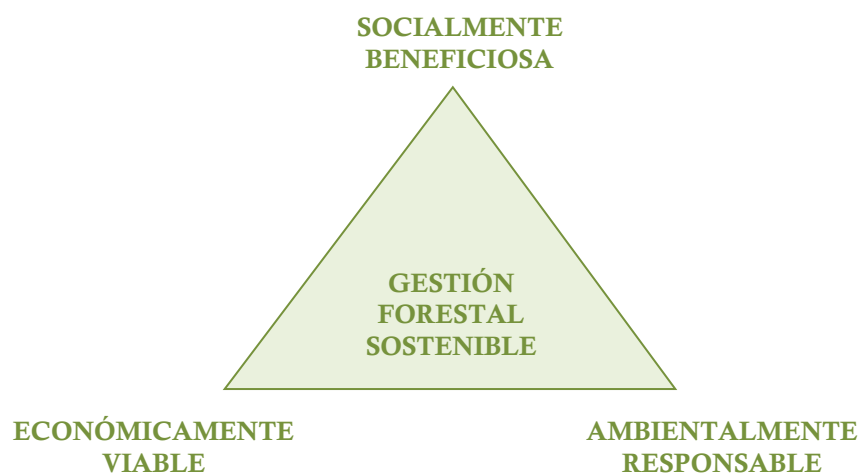 SOCIALMENTE
BENEFICIOSA
GESTIÓN
FORESTAL
SOSTENIBLE
ECONÓMICAMENTE
VIABLE
AMBIENTALMENTE
RESPONSABLE